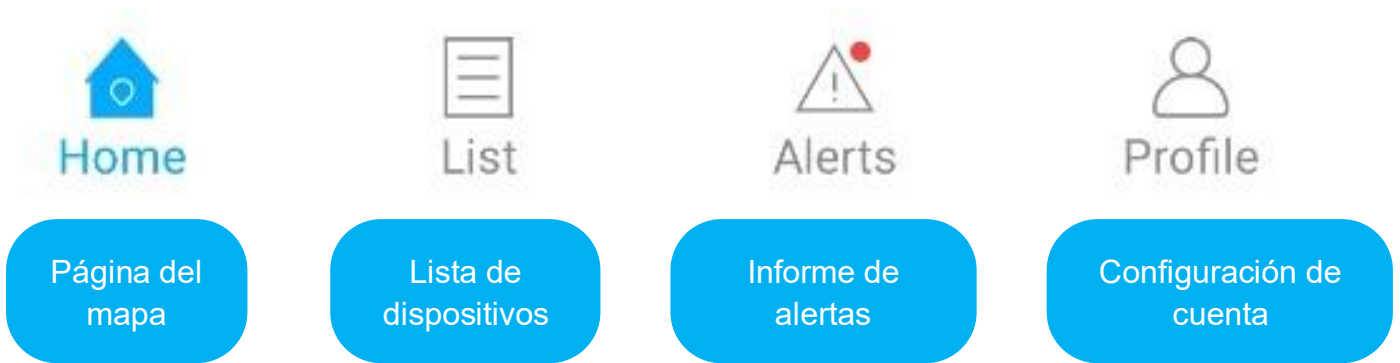 Home
List
Alerts
Profile
Página del
mapa
Lista de
dispositivos
Informe de
alertas
Configuración de
cuenta